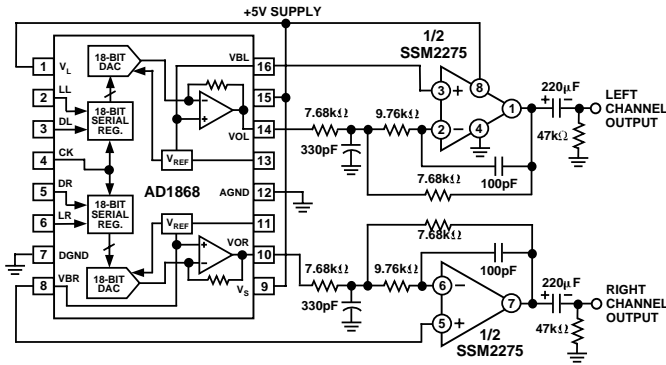 +5V SUPPLY
1
VL
18-BIT
DAC
VBL
16
2
LL
15
3
DL
18-BIT
SERIAL
REG.
VOL
14
4
CK
VREF
13
AD1868
5
DR
AGND
12
6
LR
18-BIT
SERIAL
REG.
VREF
11
7
DGND
VOR
10
8
VBR
18-BIT
DAC
VS
9
1/2
SSM2275
3
+
8
1
2
−
4
7.68kΩ
9.76kΩ
330pF
100pF
7.68kΩ
220μF
+ −
47kΩ
LEFT
CHANNEL
OUTPUT
7.68kΩ
7.68kΩ
9.76kΩ
330pF
100pF
6
−
7
5
+
1/2
SSM2275
220μF
+ −
47kΩ
RIGHT
CHANNEL
OUTPUT